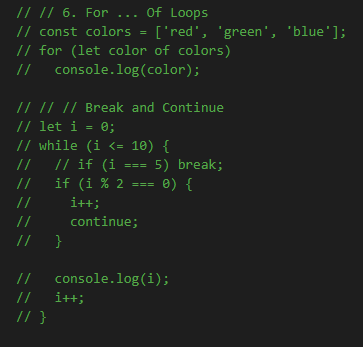 // // 6. For ... Of Loops
// const colors = ['red', 'green', 'blue'];
// for (let color of colors)
//   console.log(color);

// // // Break and Continue
// let i = 0;
// while (i <= 10) {
//   // if (i === 5) break;
//   if (i % 2 === 0) {
//     i++;
//     continue;
//   }

//   console.log(i);
//   i++;
// }